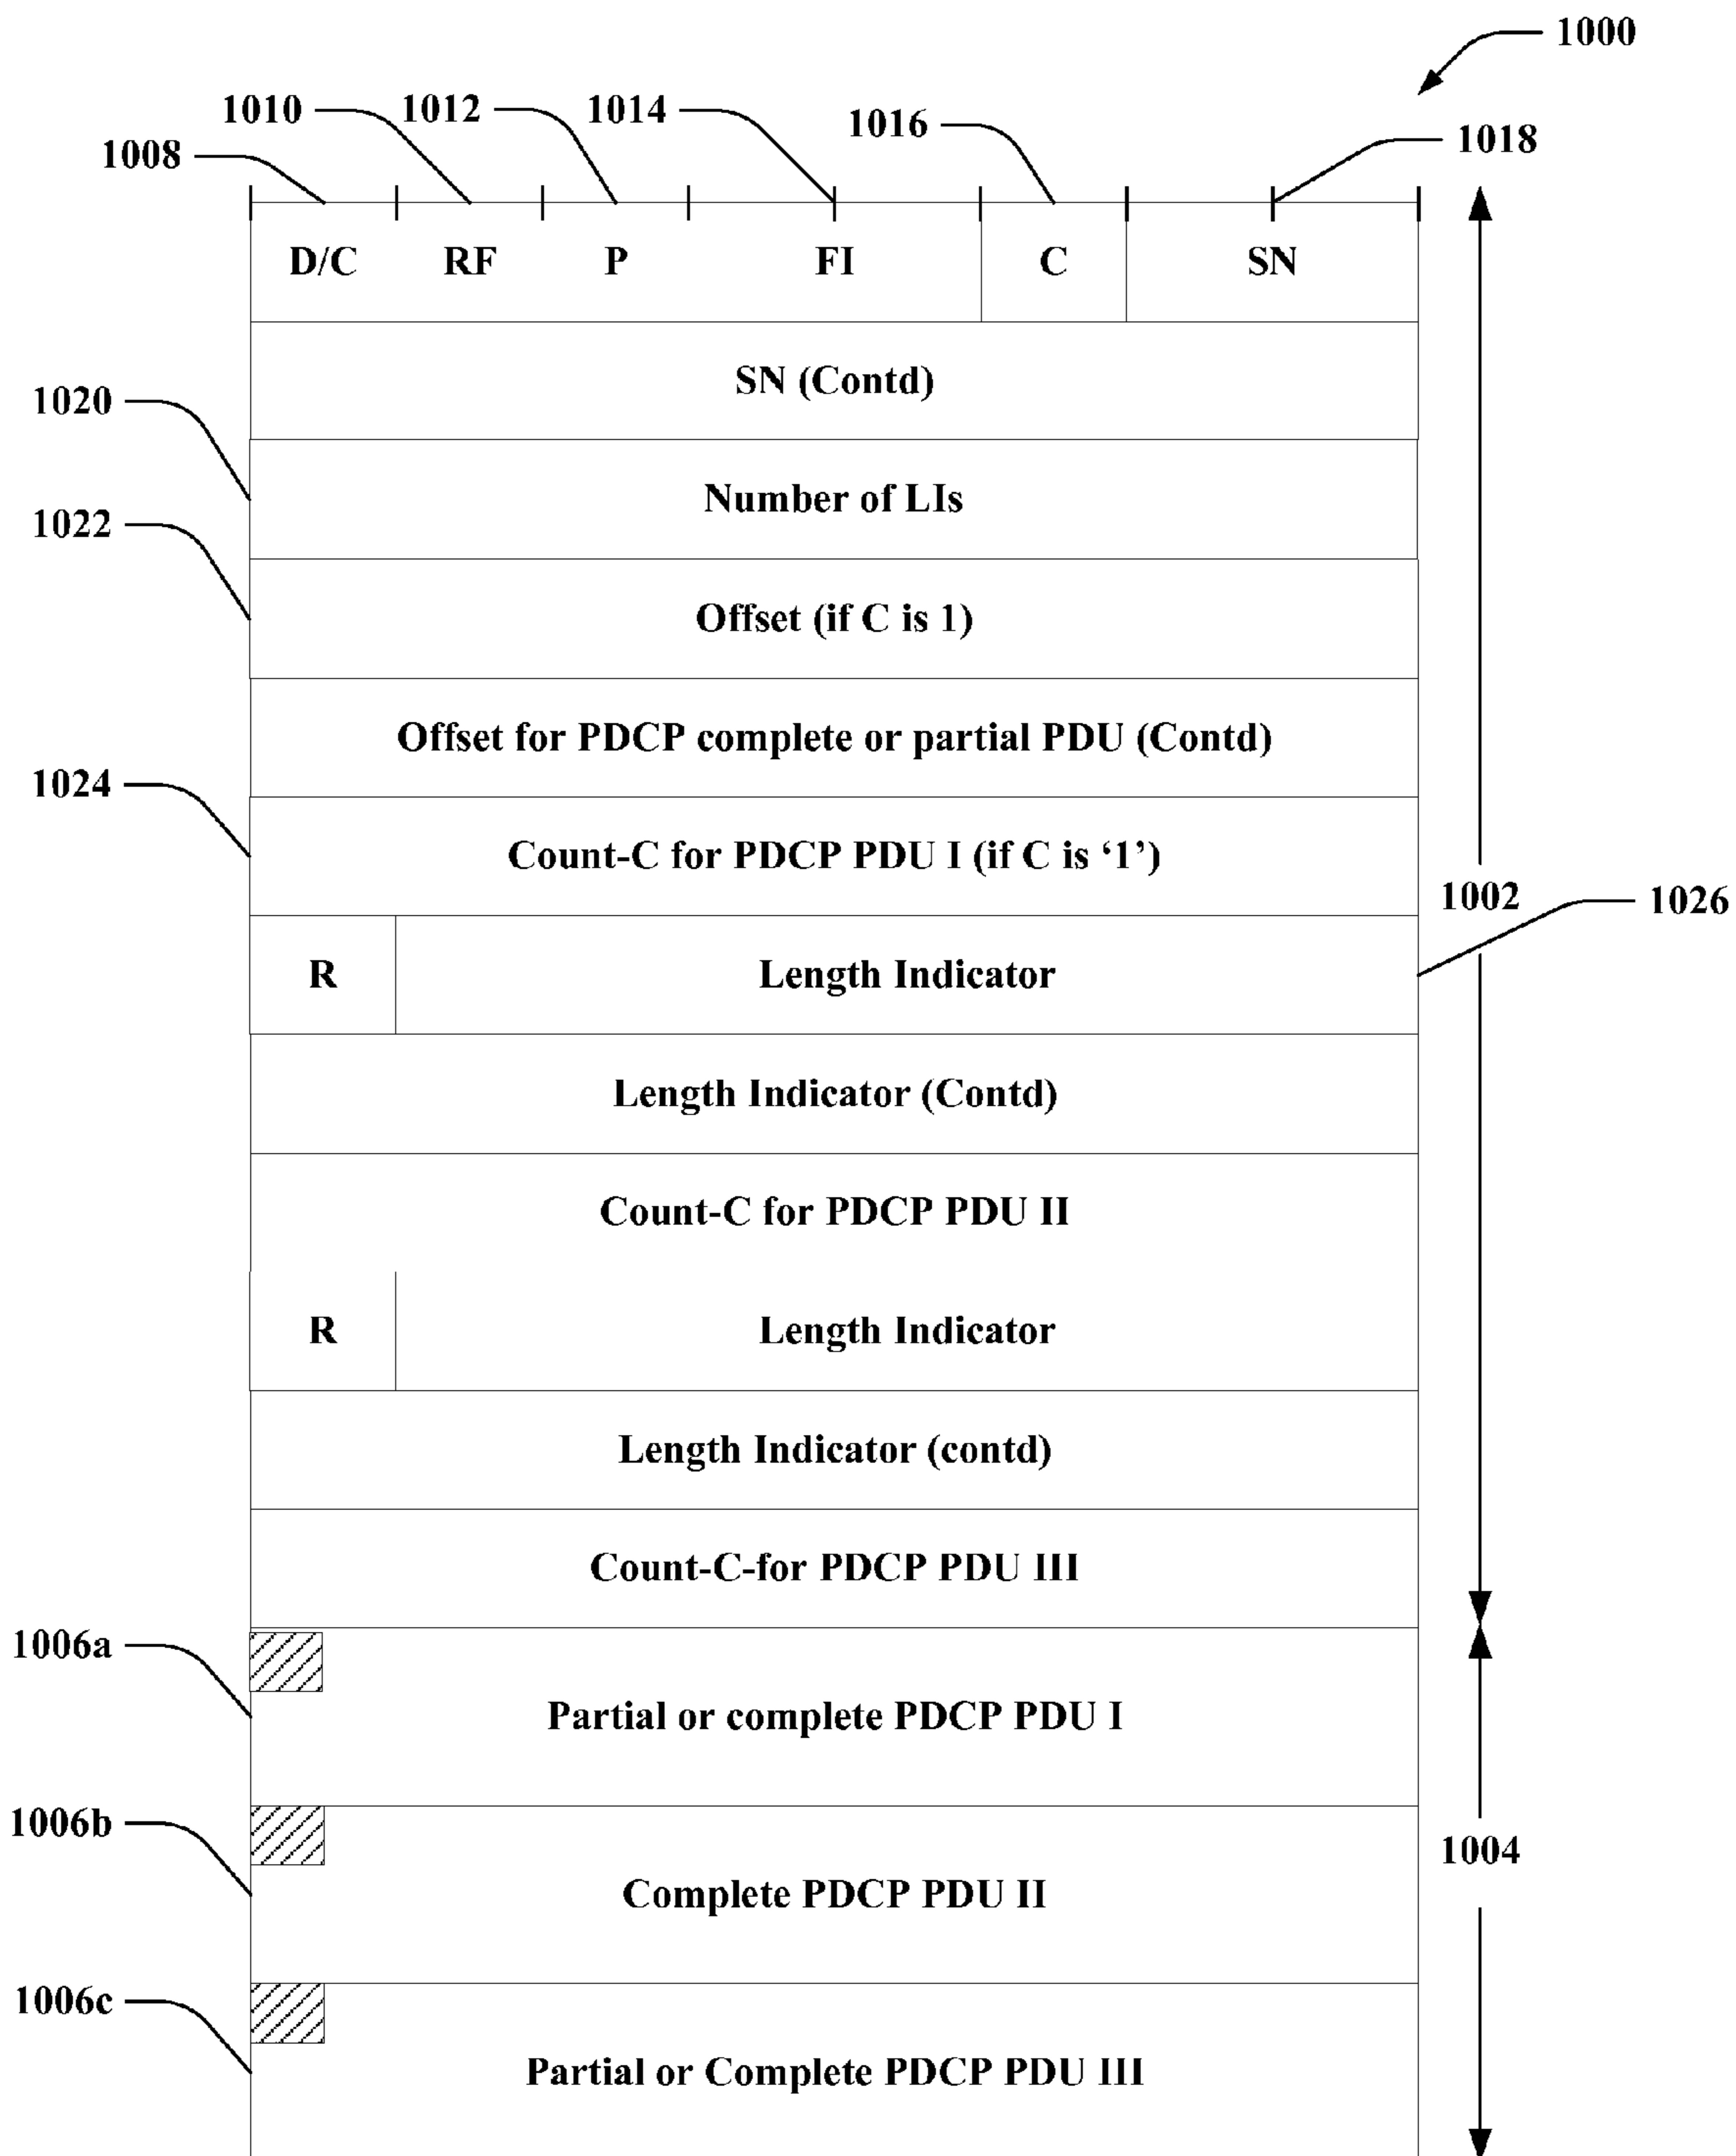 1000
1010 1012 1014 1016 1018
1008
D/C RF P FI C SN
SN (Contd)
1020
Number of LIs
1022
Offset (if C is 1)
Offset for PDCP complete or partial PDU (Contd)
1024
Count-C for PDCP PDU I (if C is ‘1’)
1002 1026
R Length Indicator
Length Indicator (Contd)
Count-C for PDCP PDU II
R Length Indicator
Length Indicator (contd)
Count-C-for PDCP PDU III
1006a
Partial or complete PDCP PDU I
1006b
1004
Complete PDCP PDU II
1006c
Partial or Complete PDCP PDU III